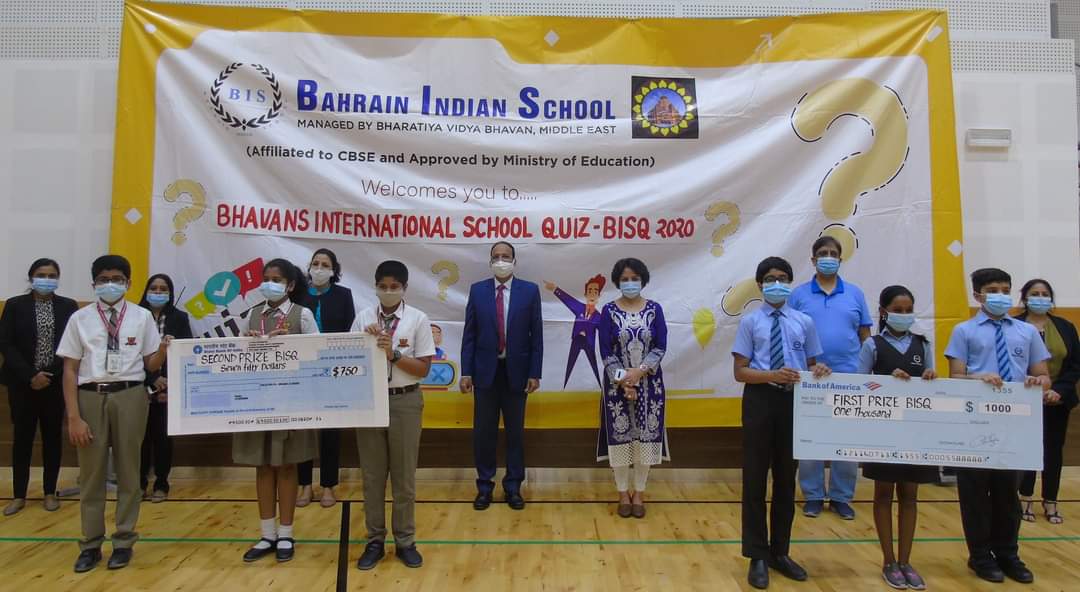 BIS
BAHRAIN INDIAN SCHOOL
MANAGED BY BHARATIYA VIDYA BHAVAN, MIDDLE EAST
(Affiliated to CBSE and Approved by Ministry of Education)
Welcomes you to.....
BHAVANS INTERNATIONAL SCHOOL QUIZ-BISQ 2020
SECOND PRIZE BISQ
Seven Fifty Dollars
$750
Bank of America
FIRST PRIZE BISQ
One Thousand
$ 1000
1355